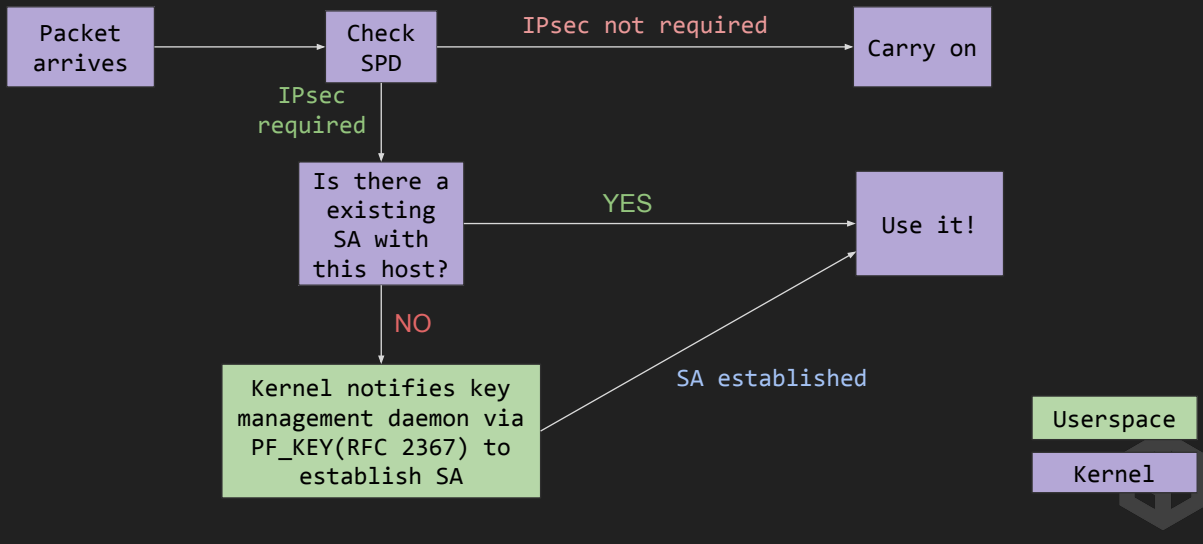 Packet
arrives
Check
SPD
IPsec not required
Carry on
IPsec
required
Is there a
existing
SA with
this host?
YES
Use it!
NO
Kernel notifies key
management daemon via
PF_KEY(RFC 2367) to
establish SA
SA established
Userspace
Kernel